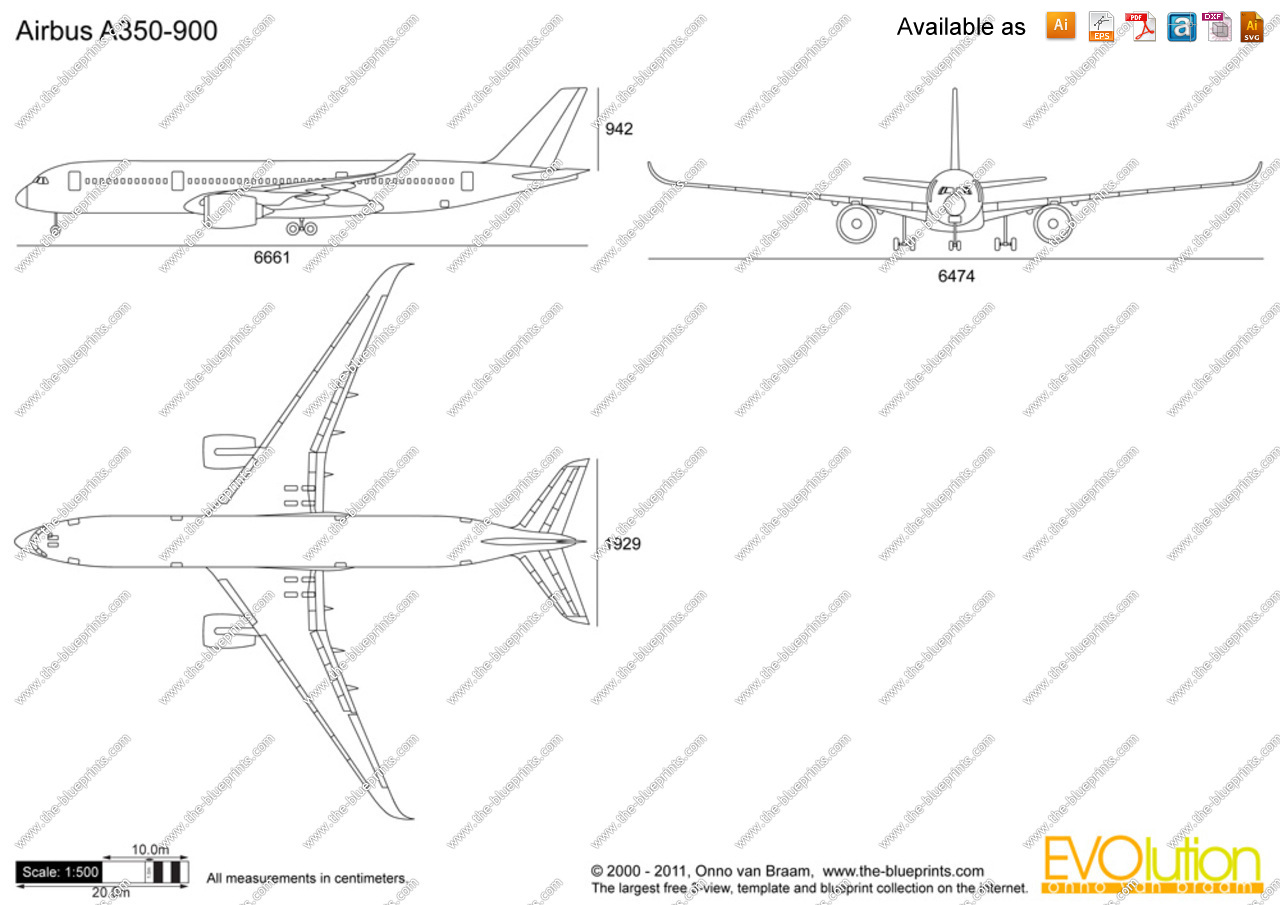 Airbus A350-900
Available as
Ai
EPS
PDF
a
DXF
Ai
SVG
942
6661
6474
1929
10.0m
Scale: 1:500
20.0m
All measurements in centimeters.
© 2000 - 2011, Onno van Braam, www.the-blueprints.com
The largest free 3-view, template and blueprint collection on the Internet.
EVOlution
onno van braam
www.the-blueprints.com